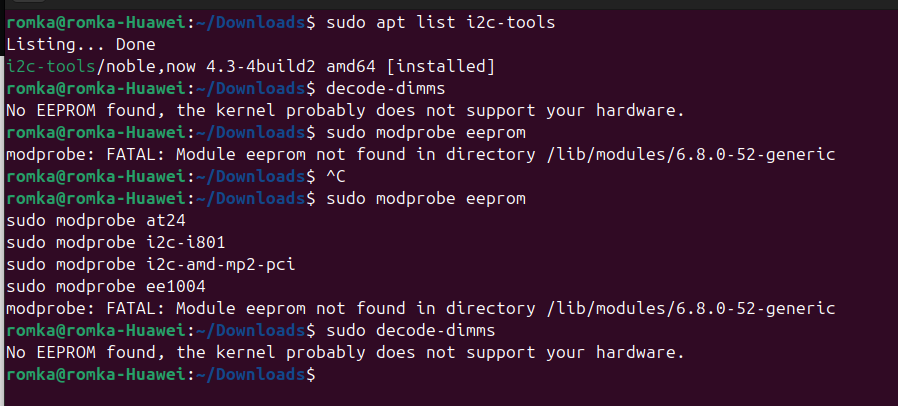 romka@romka-Huawei:~/Downloads$ sudo apt list i2c-tools
Listing... Done
i2c-tools/noble,now 4.3-4build2 amd64 [installed]
romka@romka-Huawei:~/Downloads$ decode-dimms
No EEPROM found, the kernel probably does not support your hardware.
romka@romka-Huawei:~/Downloads$ sudo modprobe eeprom
modprobe: FATAL: Module eeprom not found in directory /lib/modules/6.8.0-52-generic
romka@romka-Huawei:~/Downloads$ ^C
romka@romka-Huawei:~/Downloads$ sudo modprobe eeprom
sudo modprobe at24
sudo modprobe i2c-i801
sudo modprobe i2c-amd-mp2-pci
sudo modprobe ee1004
modprobe: FATAL: Module eeprom not found in directory /lib/modules/6.8.0-52-generic
romka@romka-Huawei:~/Downloads$ sudo decode-dimms
No EEPROM found, the kernel probably does not support your hardware.
romka@romka-Huawei:~/Downloads$